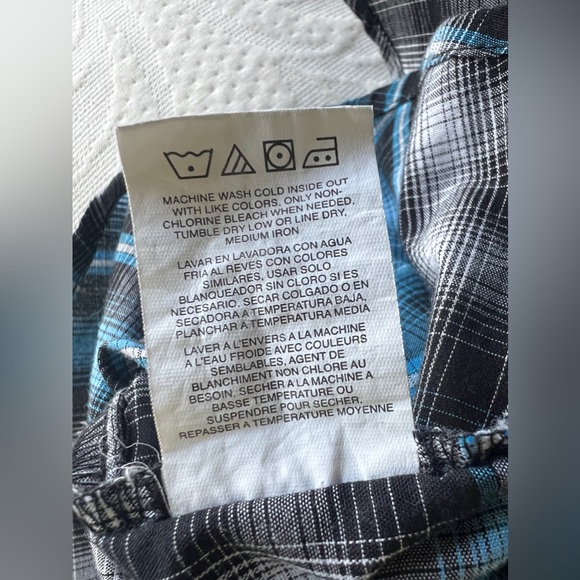 MACHINE WASH COLD INSIDE OUT
WITH LIKE COLORS, ONLY NON-
CHLORINE BLEACH WHEN NEEDED,
TUMBLE DRY LOW OR LINE DRY,
MEDIUM IRON
LAVAR EN LAVADORA CON AGUA
FRIA AL REVES CON COLORES
SIMILARES, USAR SOLO
BLANQUEADOR SIN CLORO SI ES
NECESARIO, SECAR COLGADO O EN
SECADORA A TEMPERATURA BAJA,
PLANCHAR A TEMPERATURA MEDIA
LAVER A L'ENVERS A LA MACHINE
A L'EAU FROIDE AVEC COULEURS
SEMBLABLES, AGENT DE
BLANCHIMENT NON CHLORE AU
BESOIN, SECHER A LA MACHINE A
BASSE TEMPERATURE OU
SUSPENDRE POUR SECHER,
REPASSER A TEMPERATURE MOYENNE